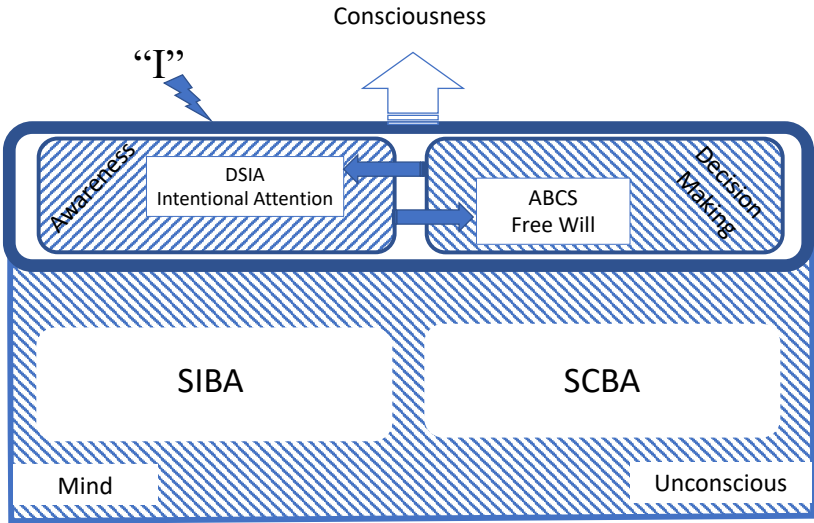 Consciousness
“I”
Awareness
DSIA
Intentional Attention
ABCS
Free Will
Decision
Making
SIBA
SCBA
Mind
Unconscious